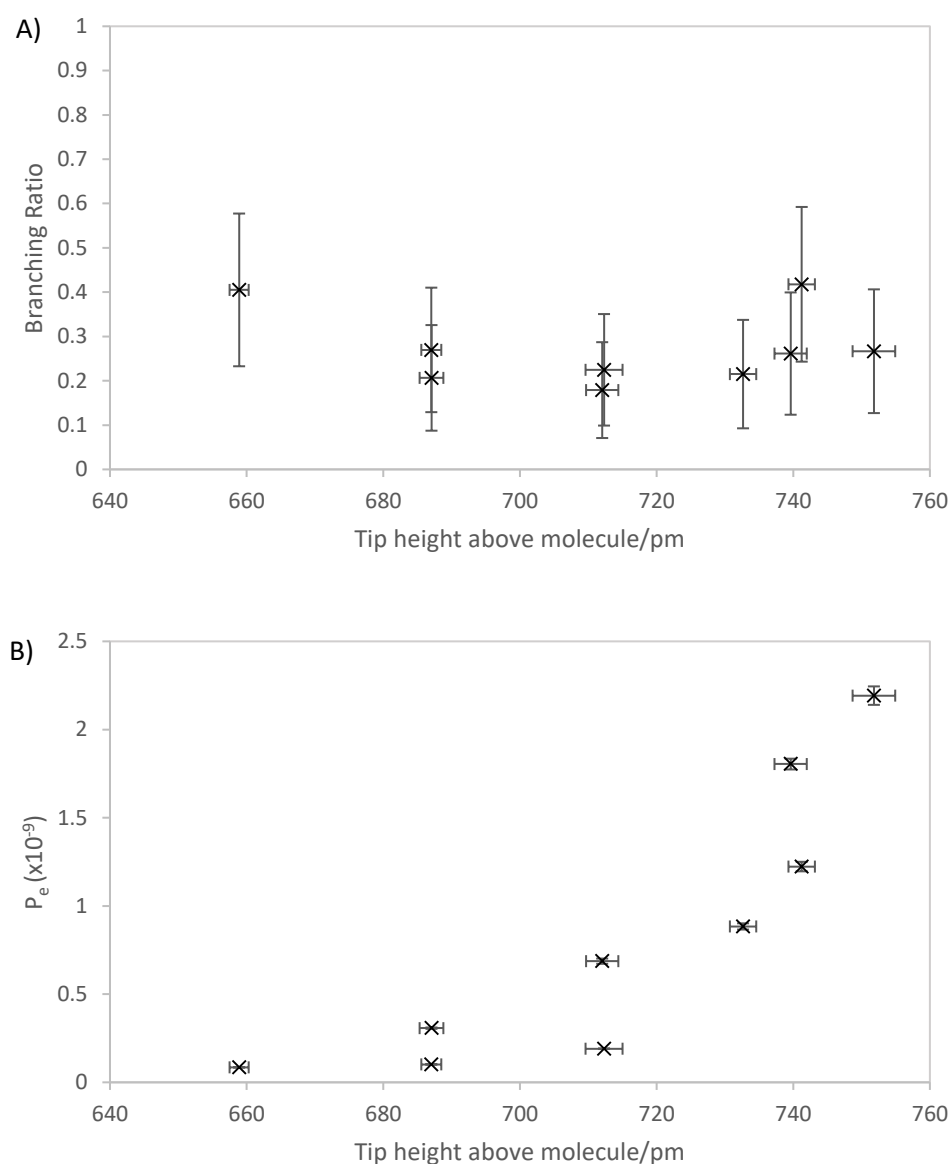 A)
1
0.9
0.8
0.7
0.6
0.5
0.4
0.3
0.2
0.1
0
Branching Ratio
640 660 680 700 720 740 760
Tip height above molecule/pm
B)
2.5
2
1.5
1
0.5
0
Pₑ (x10⁻⁹)
640 660 680 700 720 740 760
Tip height above molecule/pm